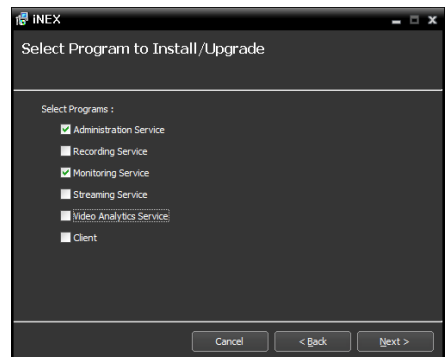 iNEX
Select Program to Install/Upgrade
Select Programs :
Administration Service
Recording Service
Monitoring Service
Streaming Service
Video Analytics Service
Client
Cancel
< Back
Next >